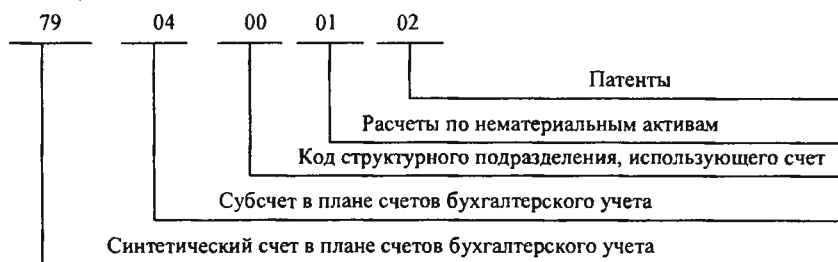 79 04 00 01 02
Патенты
Расчеты по нематериальным активам
Код структурного подразделения, использующего счет
Субсчет в плане счетов бухгалтерского учета
Синтетический счет в плане счетов бухгалтерского учета